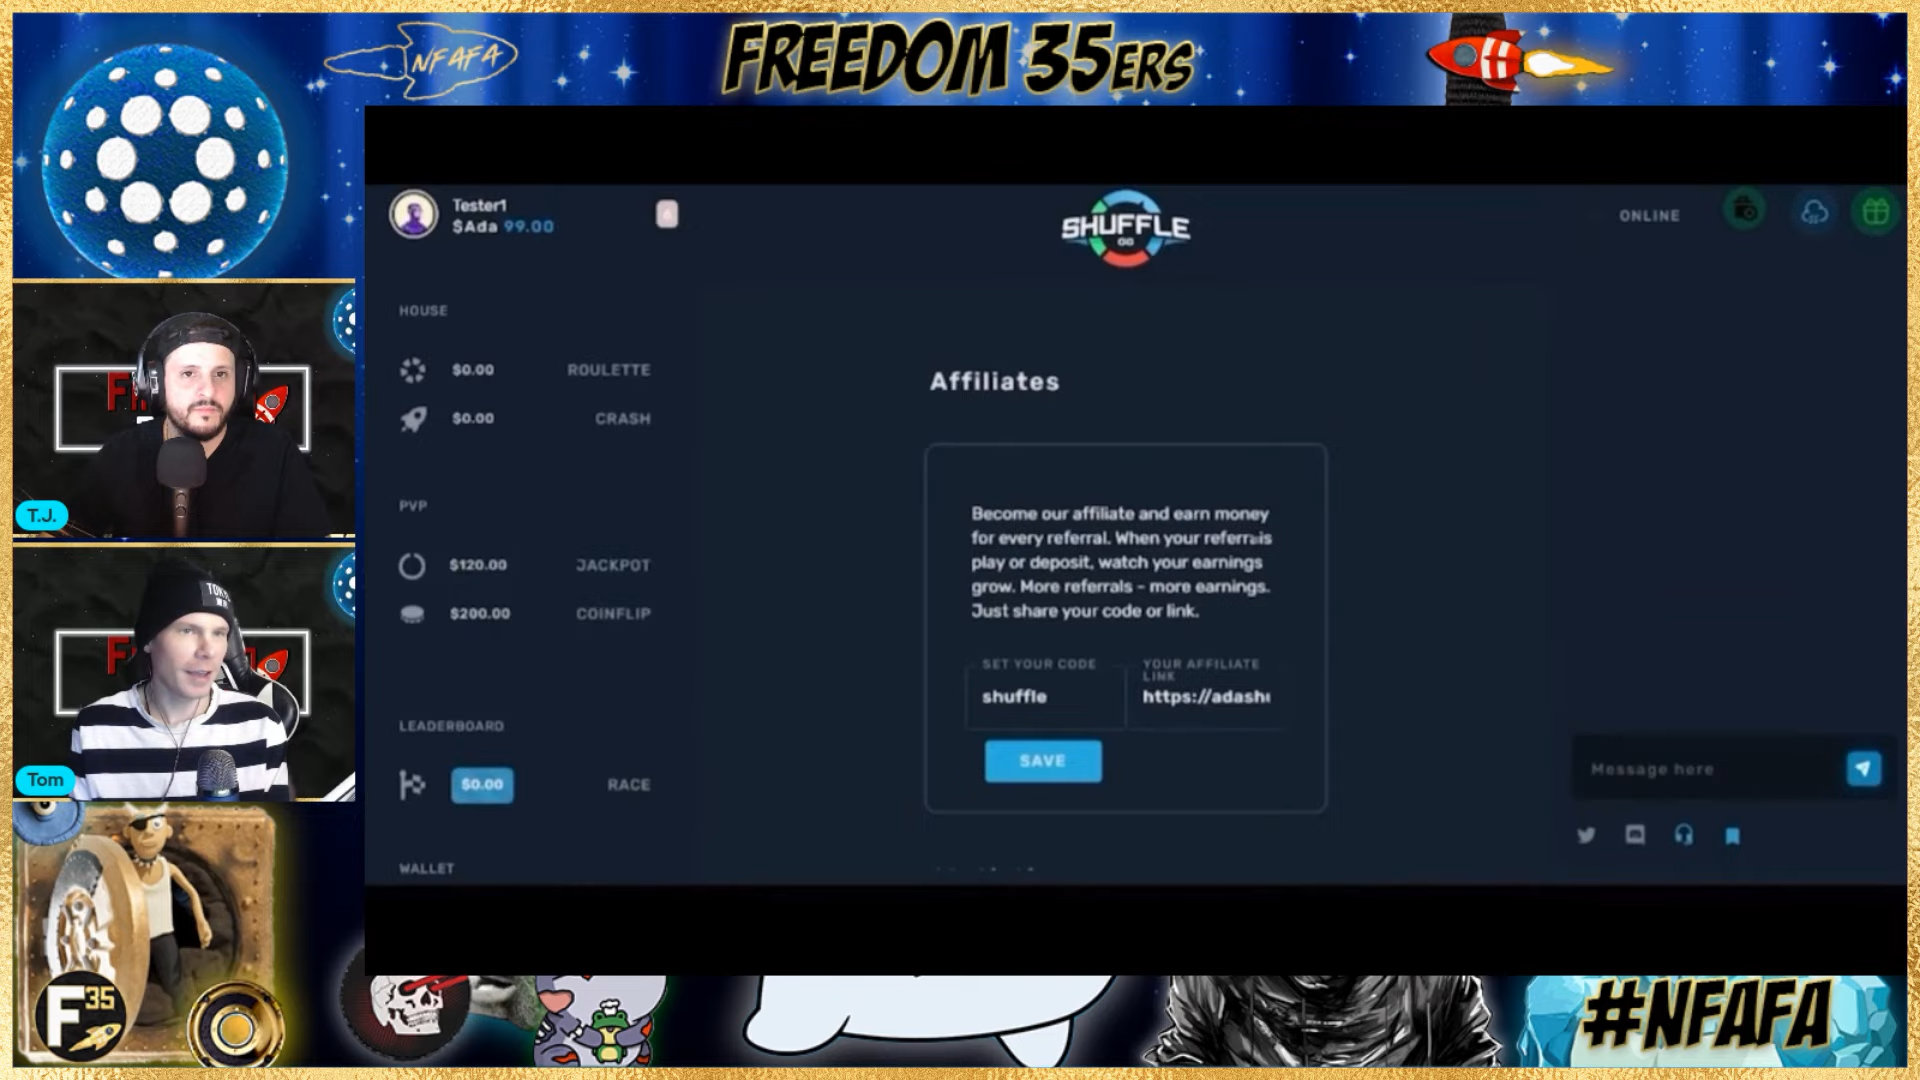 NFAFA
FREEDOM 35ERS
Tester1
$Ada 99.00
SHUFFLE
GG
ONLINE
HOUSE
$0.00 ROULETTE
$0.00 CRASH
PVP
$120.00 JACKPOT
$200.00 COINFLIP
LEADERBOARD
$0.00 RACE
WALLET
Affiliates
Become our affiliate and earn money
for every referral. When your referrals
play or deposit, watch your earnings
grow. More referrals - more earnings.
Just share your code or link.
SET YOUR CODE
shuffle
YOUR AFFILIATE
LINK
https://adash
SAVE
Message here
T.J.
Tom
F35
#NFAFA